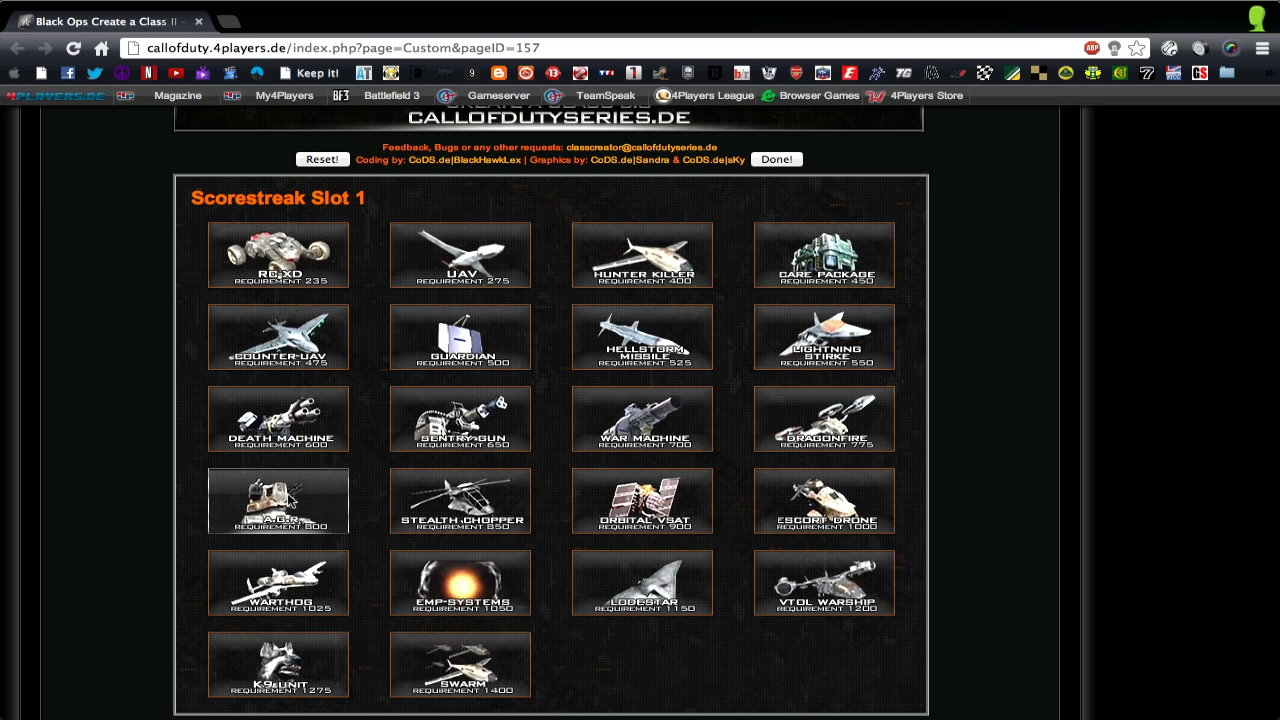 Black Ops Create a Class II –
callofduty.4players.de/index.php?page=Custom&pageID=157
ABP
Keep It!
4PLAYERS.DE Magazine My4Players BF3 Battlefield 3 Gameserver TeamSpeak 4Players League Browser Games 4Players Store
CALLOFDUTYSERIES.DE
Feedback, Bugs or any other requests: classcreator@callofdutyseries.de
Reset! Coding by: CoDS.de|BlackHawkLex | Graphics by: CoDS.de|Sandra & CoDS.de|sKy Done!
Scorestreak Slot 1
RC-XD UAV HUNTER KILLER CARE PACKAGE
REQUIREMENT 235 REQUIREMENT 275 REQUIREMENT 400 REQUIREMENT 450
COUNTER-UAV GUARDIAN HELLSTORM MISSILE LIGHTNING STIRKE
REQUIREMENT 475 REQUIREMENT 500 REQUIREMENT 525 REQUIREMENT 550
DEATH MACHINE SENTRY GUN WAR MACHINE DRAGONFIRE
REQUIREMENT 600 REQUIREMENT 650 REQUIREMENT 700 REQUIREMENT 775
A.G.R STEALTH CHOPPER ORBITAL VSAT ESCORT DRONE
REQUIREMENT 800 REQUIREMENT 850 REQUIREMENT 900 REQUIREMENT 1000
WARTHOG EMP-SYSTEMS LODESTAR VTOL WARSHIP
REQUIREMENT 1025 REQUIREMENT 1050 REQUIREMENT 1150 REQUIREMENT 1200
K9-UNIT SWARM
REQUIREMENT 1275 REQUIREMENT 1400